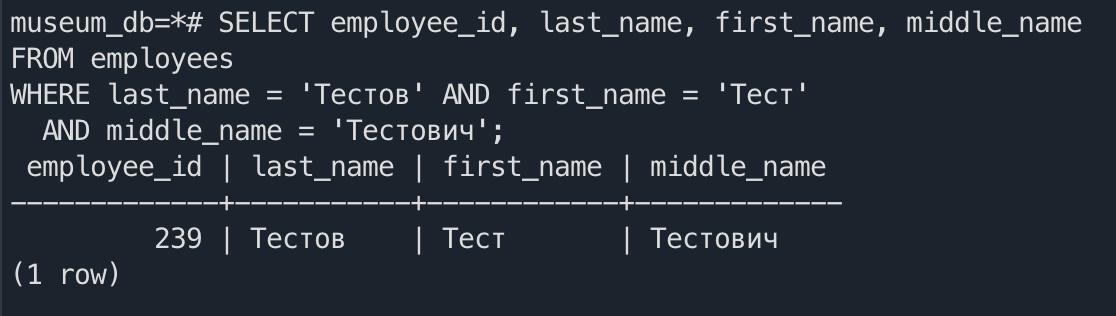 museum_db=*# SELECT employee_id, last_name, first_name, middle_name
FROM employees
WHERE last_name = 'Тестов' AND first_name = 'Тест'
  AND middle_name = 'Тестович';
 employee_id | last_name | first_name | middle_name
-------------+-----------+------------+-------------
         239 | Тестов    | Тест       | Тестович
(1 row)